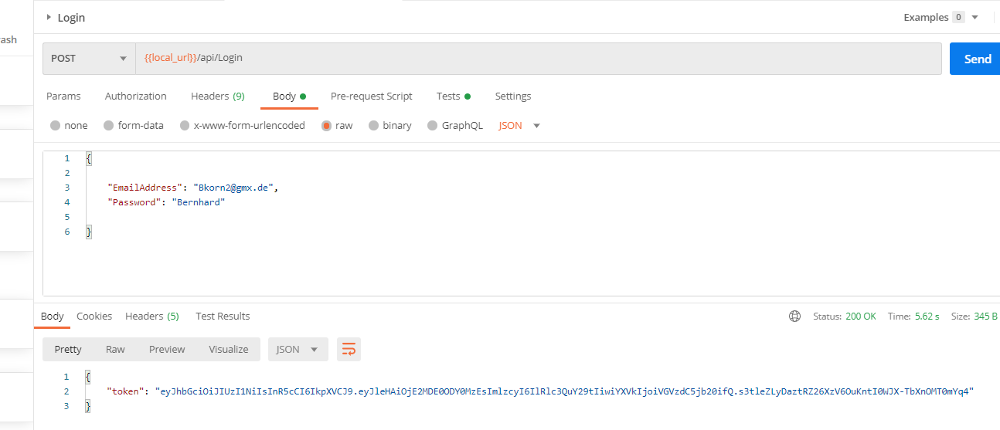 Login
Examples 0
ash
POST {{local_url}}/api/Login Send
Params Authorization Headers (9) Body Pre-request Script Tests Settings
none form-data x-www-form-urlencoded raw binary GraphQL JSON
1 {
2
3 "EmailAddress": "Bkorn2@gmx.de",
4 "Password": "Bernhard"
5
6 }
Body Cookies Headers (5) Test Results Status: 200 OK Time: 5.62 s Size: 345 B
Pretty Raw Preview Visualize JSON
1 {
2 "token": "eyJhbGciOiJIUzI1NiIsInR5cCI6IkpXVCJ9.eyJleHAiOjE2MDE0ODY0MzEsImlzcyI6IlRlc3QuY29tIiwiYXVkIjoiVGVzdC5jb20ifQ.s3tleZLyDaztRZ26XzV6OuKntI0WJX-TbXnOMT0mYq4"
3 }